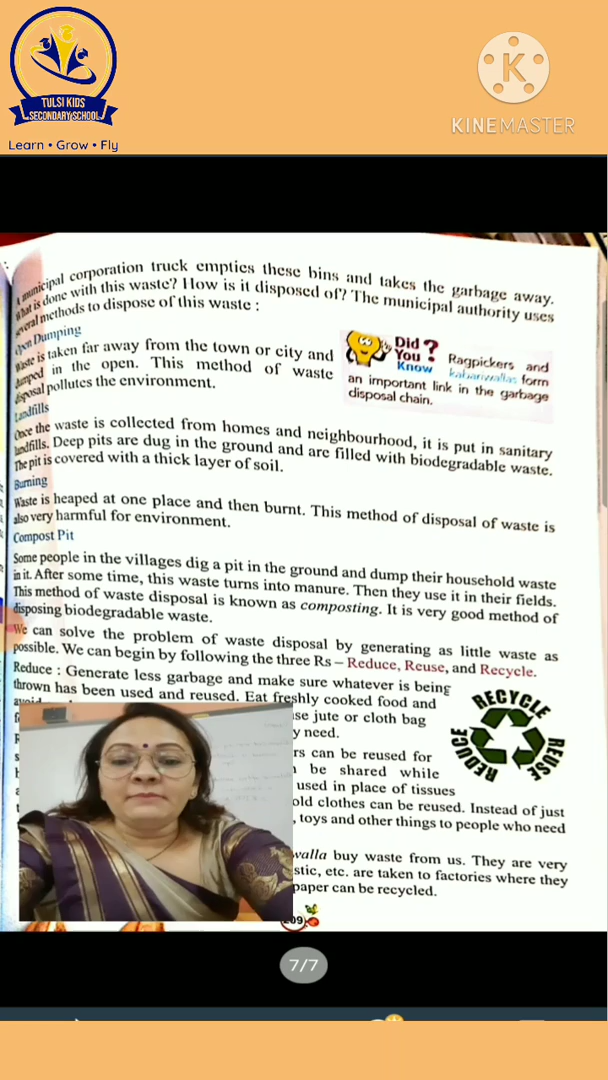 TULSI KIDS
SECONDARY SCHOOL
Learn • Grow • Fly
K
KINEMASTER
A municipal corporation truck empties these bins and takes the garbage away.
What is done with this waste? How is it disposed of? The municipal authority uses
several methods to dispose of this waste :
Open Dumping
Waste is taken far away from the town or city and
dumped in the open. This method of waste
disposal pollutes the environment.
Did You Know ?
Ragpickers and
kabariwallas form
an important link in the garbage
disposal chain.
Landfills
Once the waste is collected from homes and neighbourhood, it is put in sanitary
landfills. Deep pits are dug in the ground and are filled with biodegradable waste.
The pit is covered with a thick layer of soil.
Burning
Waste is heaped at one place and then burnt. This method of disposal of waste is
also very harmful for environment.
Compost Pit
Some people in the villages dig a pit in the ground and dump their household waste
in it. After some time, this waste turns into manure. Then they use it in their fields.
This method of waste disposal is known as composting. It is very good method of
disposing biodegradable waste.
We can solve the problem of waste disposal by generating as little waste as
possible. We can begin by following the three Rs – Reduce, Reuse, and Recycle.
Reduce : Generate less garbage and make sure whatever is being
thrown has been used and reused. Eat freshly cooked food and
se jute or cloth bag
y need.
rs can be reused for
be shared while
used in place of tissues
old clothes can be reused. Instead of just
, toys and other things to people who need
walla buy waste from us. They are very
stic, etc. are taken to factories where they
paper can be recycled.
RECYCLE
REDUCE
REUSE
209
7/7